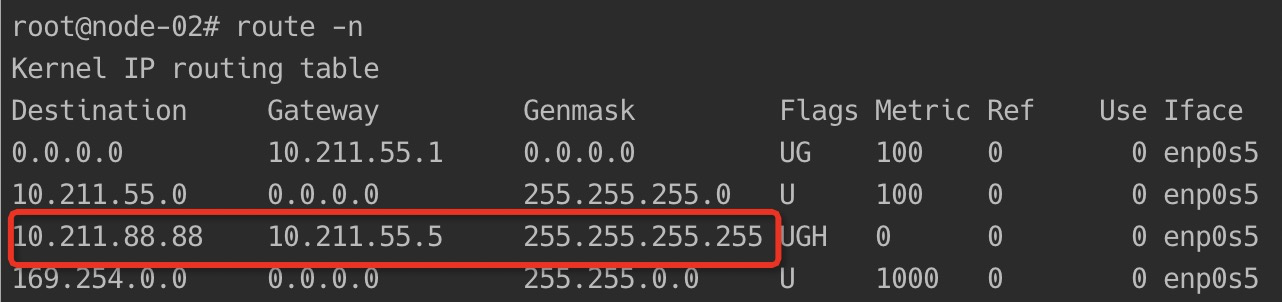 root@node-02# route -n
Kernel IP routing table
Destination     Gateway         Genmask         Flags Metric Ref    Use Iface
0.0.0.0         10.211.55.1     0.0.0.0         UG    100    0        0 enp0s5
10.211.55.0     0.0.0.0         255.255.255.0   U     100    0        0 enp0s5
10.211.88.88    10.211.55.5     255.255.255.255 UGH   0      0        0 enp0s5
169.254.0.0     0.0.0.0         255.255.0.0     U     1000   0        0 enp0s5